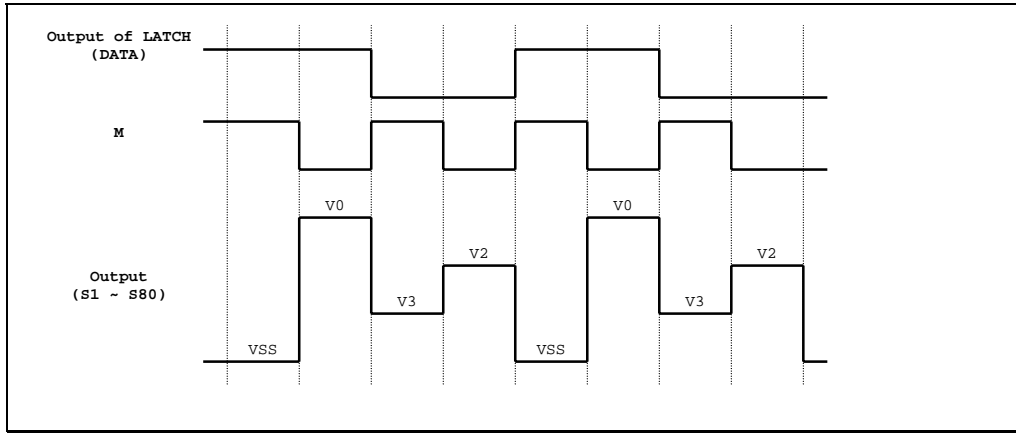 Output of LATCH
(DATA)
M
V0
V0
V2
V2
Output
(S1 ~ S80)
V3
V3
VSS
VSS